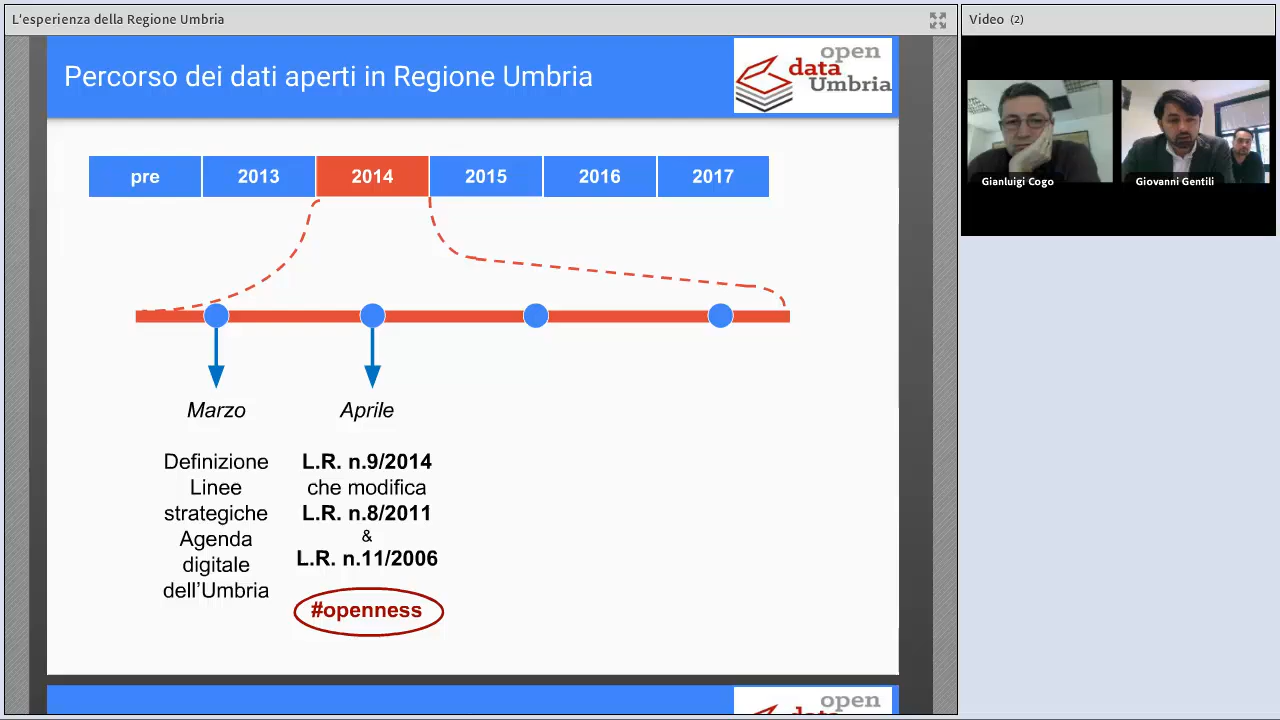 L'esperienza della Regione Umbria
Video (2)
Percorso dei dati aperti in Regione Umbria
open
data
Umbria
Gianluigi Cogo
Giovanni Gentili
pre
2013
2014
2015
2016
2017
Marzo
Definizione
Linee
strategiche
Agenda
digitale
dell'Umbria
Aprile
L.R. n.9/2014
che modifica
L.R. n.8/2011
&
L.R. n.11/2006
#openness
open
data
Umbria